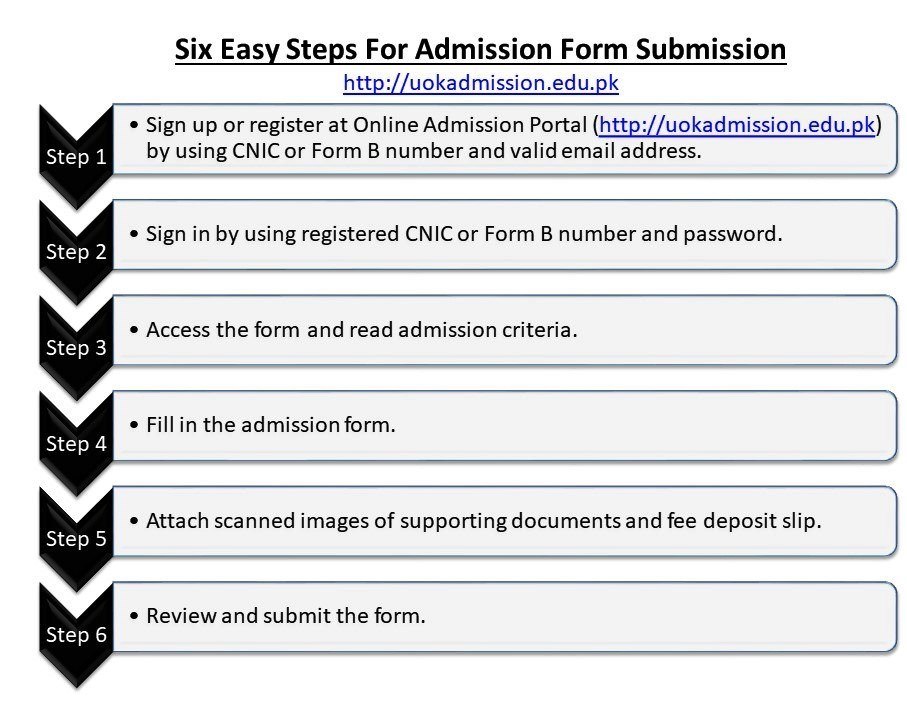 Six Easy Steps For Admission Form Submission
http://uokadmission.edu.pk
Step 1
• Sign up or register at Online Admission Portal (http://uokadmission.edu.pk)
by using CNIC or Form B number and valid email address.
Step 2
• Sign in by using registered CNIC or Form B number and password.
Step 3
• Access the form and read admission criteria.
Step 4
• Fill in the admission form.
Step 5
• Attach scanned images of supporting documents and fee deposit slip.
Step 6
• Review and submit the form.